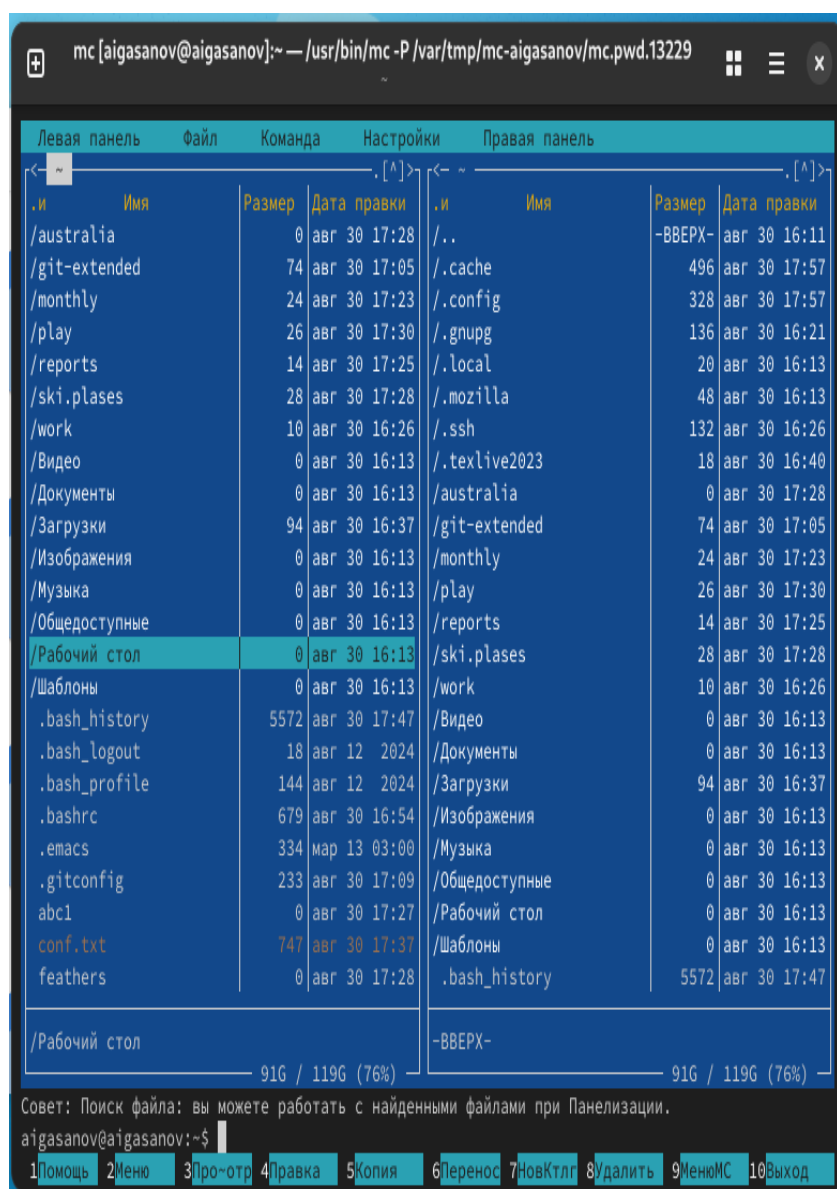 mc [aigasanov@aigasanov]:~ — /usr/bin/mc -P /var/tmp/mc-aigasanov/mc.pwd.13229
~
Левая панель Файл Команда Настройки Правая панель
<— ~ .[^]> <— ~ .[^]>
.и Имя Размер Дата правки .и Имя Размер Дата правки
/australia 0 авг 30 17:28 /.. -ВВЕРХ- авг 30 16:11
/git-extended 74 авг 30 17:05 /.cache 496 авг 30 17:57
/monthly 24 авг 30 17:23 /.config 328 авг 30 17:57
/play 26 авг 30 17:30 /.gnupg 136 авг 30 16:21
/reports 14 авг 30 17:25 /.local 20 авг 30 16:13
/ski.plases 28 авг 30 17:28 /.mozilla 48 авг 30 16:13
/work 10 авг 30 16:26 /.ssh 132 авг 30 16:26
/Видео 0 авг 30 16:13 /.texlive2023 18 авг 30 16:40
/Документы 0 авг 30 16:13 /australia 0 авг 30 17:28
/Загрузки 94 авг 30 16:37 /git-extended 74 авг 30 17:05
/Изображения 0 авг 30 16:13 /monthly 24 авг 30 17:23
/Музыка 0 авг 30 16:13 /play 26 авг 30 17:30
/Общедоступные 0 авг 30 16:13 /reports 14 авг 30 17:25
/Рабочий стол 0 авг 30 16:13 /ski.plases 28 авг 30 17:28
/Шаблоны 0 авг 30 16:13 /work 10 авг 30 16:26
.bash_history 5572 авг 30 17:47 /Видео 0 авг 30 16:13
.bash_logout 18 авг 12 2024 /Документы 0 авг 30 16:13
.bash_profile 144 авг 12 2024 /Загрузки 94 авг 30 16:37
.bashrc 679 авг 30 16:54 /Изображения 0 авг 30 16:13
.emacs 334 мар 13 03:00 /Музыка 0 авг 30 16:13
.gitconfig 233 авг 30 17:09 /Общедоступные 0 авг 30 16:13
abc1 0 авг 30 17:27 /Рабочий стол 0 авг 30 16:13
conf.txt 747 авг 30 17:37 /Шаблоны 0 авг 30 16:13
feathers 0 авг 30 17:28 .bash_history 5572 авг 30 17:47
/Рабочий стол -ВВЕРХ-
91G / 119G (76%) 91G / 119G (76%)
Совет: Поиск файла: вы можете работать с найденными файлами при Панелизации.
aigasanov@aigasanov:~$
1Помощь 2Меню 3Про~отр 4Правка 5Копия 6Перенос 7НовКтлг 8Удалить 9МенюМС 10Выход